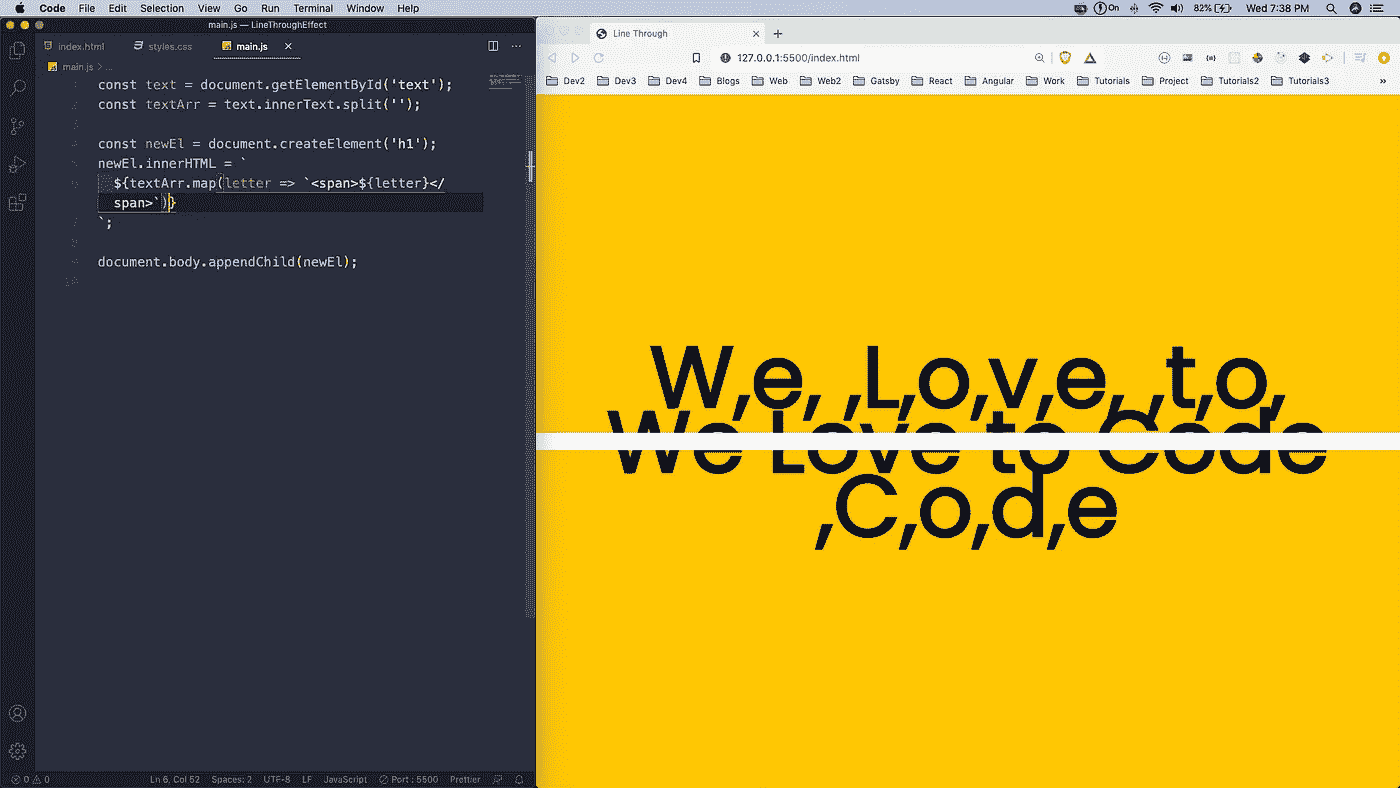 Code File Edit Selection View Go Run Terminal Window Help On 82% Wed 7:38 PM
main.js — LineThroughEffect
index.html styles.css main.js
main.js > ...
const text = document.getElementById('text');
const textArr = text.innerText.split('');
const newEl = document.createElement('h1');
newEl.innerHTML = `
${textArr.map(letter => `<span>${letter}</
span>`)}
`;
document.body.appendChild(newEl);
0 0 Ln 6, Col 52 Spaces: 2 UTF-8 LF JavaScript Port : 5500 Prettier
Line Through
127.0.0.1:5500/index.html
Dev2 Dev3 Dev4 Blogs Web Web2 Gatsby React Angular Work Tutorials Project Tutorials2 Tutorials3 »
W,e, ,L,o,v,e, ,t,o,
We Love to Code
,C,o,d,e